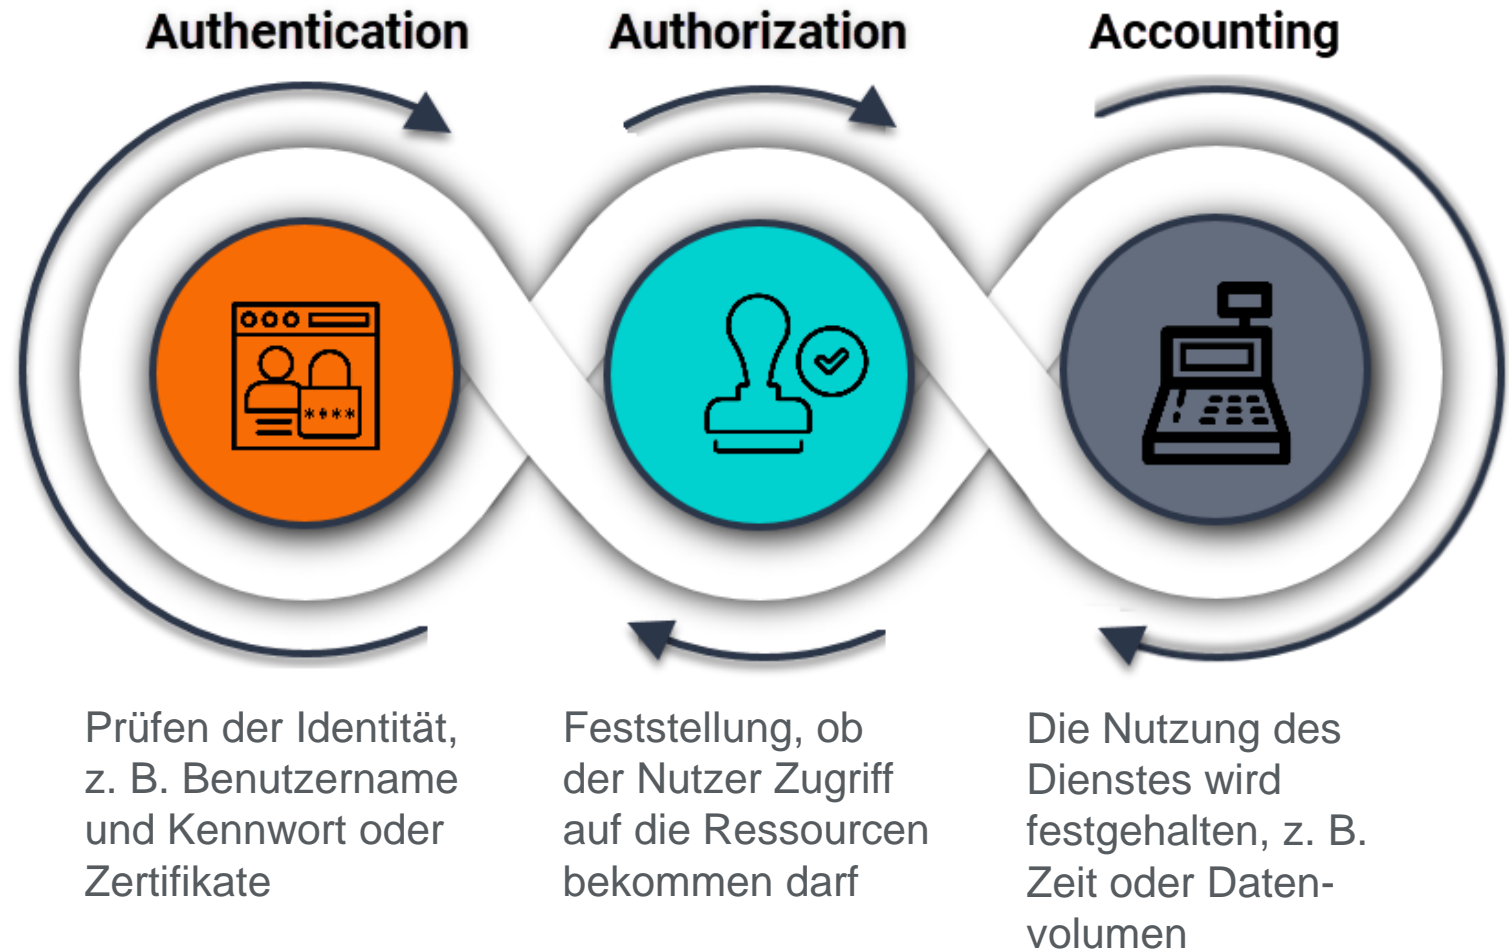 Authentication
Authorization
Accounting
****
Prüfen der Identität,
z. B. Benutzername
und Kennwort oder
Zertifikate
Feststellung, ob
der Nutzer Zugriff
auf die Ressourcen
bekommen darf
Die Nutzung des
Dienstes wird
festgehalten, z. B.
Zeit oder Daten-
volumen